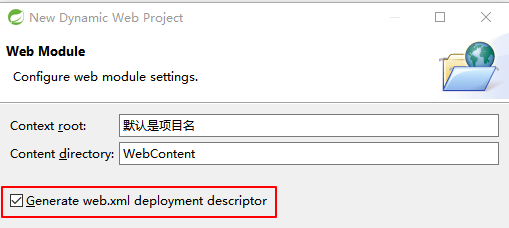 New Dynamic Web Project
Web Module
Configure web module settings.
Context root: 默认是项目名
Content directory: WebContent
Generate web.xml deployment descriptor